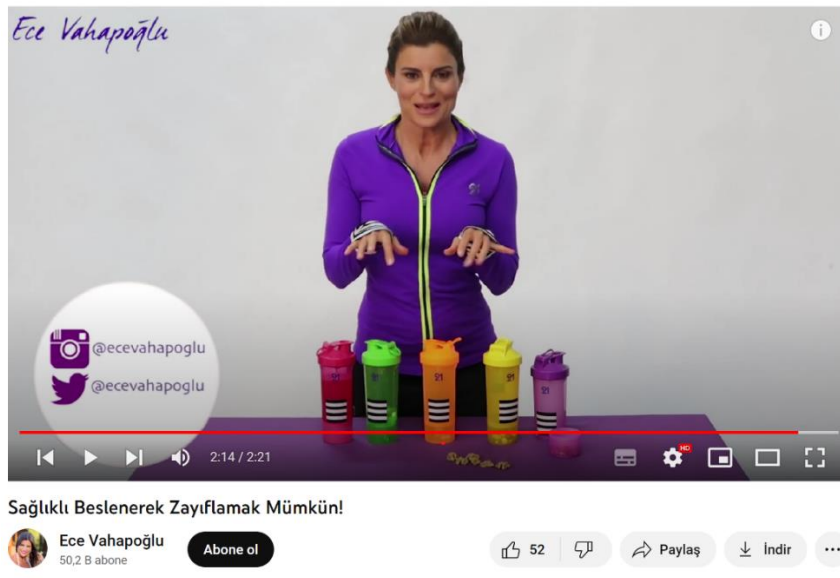 Ece Vahapoğlu
@ecevahapoglu
@ecevahapoglu
2:14 / 2:21
HD
Sağlıklı Beslenerek Zayıflamak Mümkün!
Ece Vahapoğlu
50,2 B abone
Abone ol
52
Paylaş
İndir